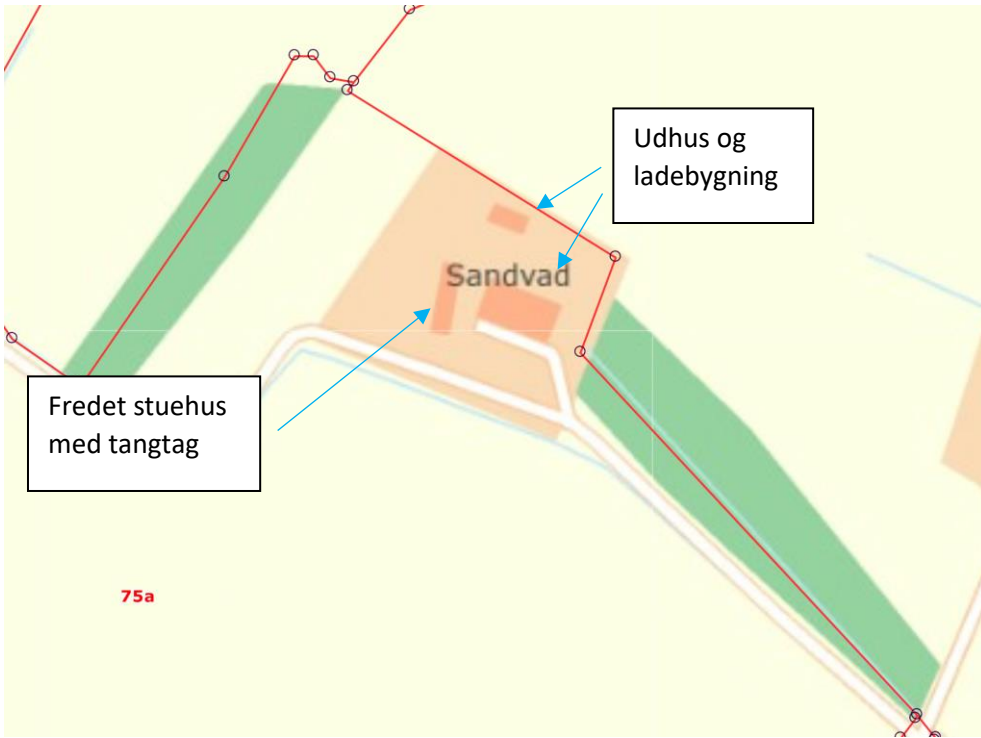 Udhus og
ladebygning
Sandvad
Fredet stuehus
med tangtag
75a